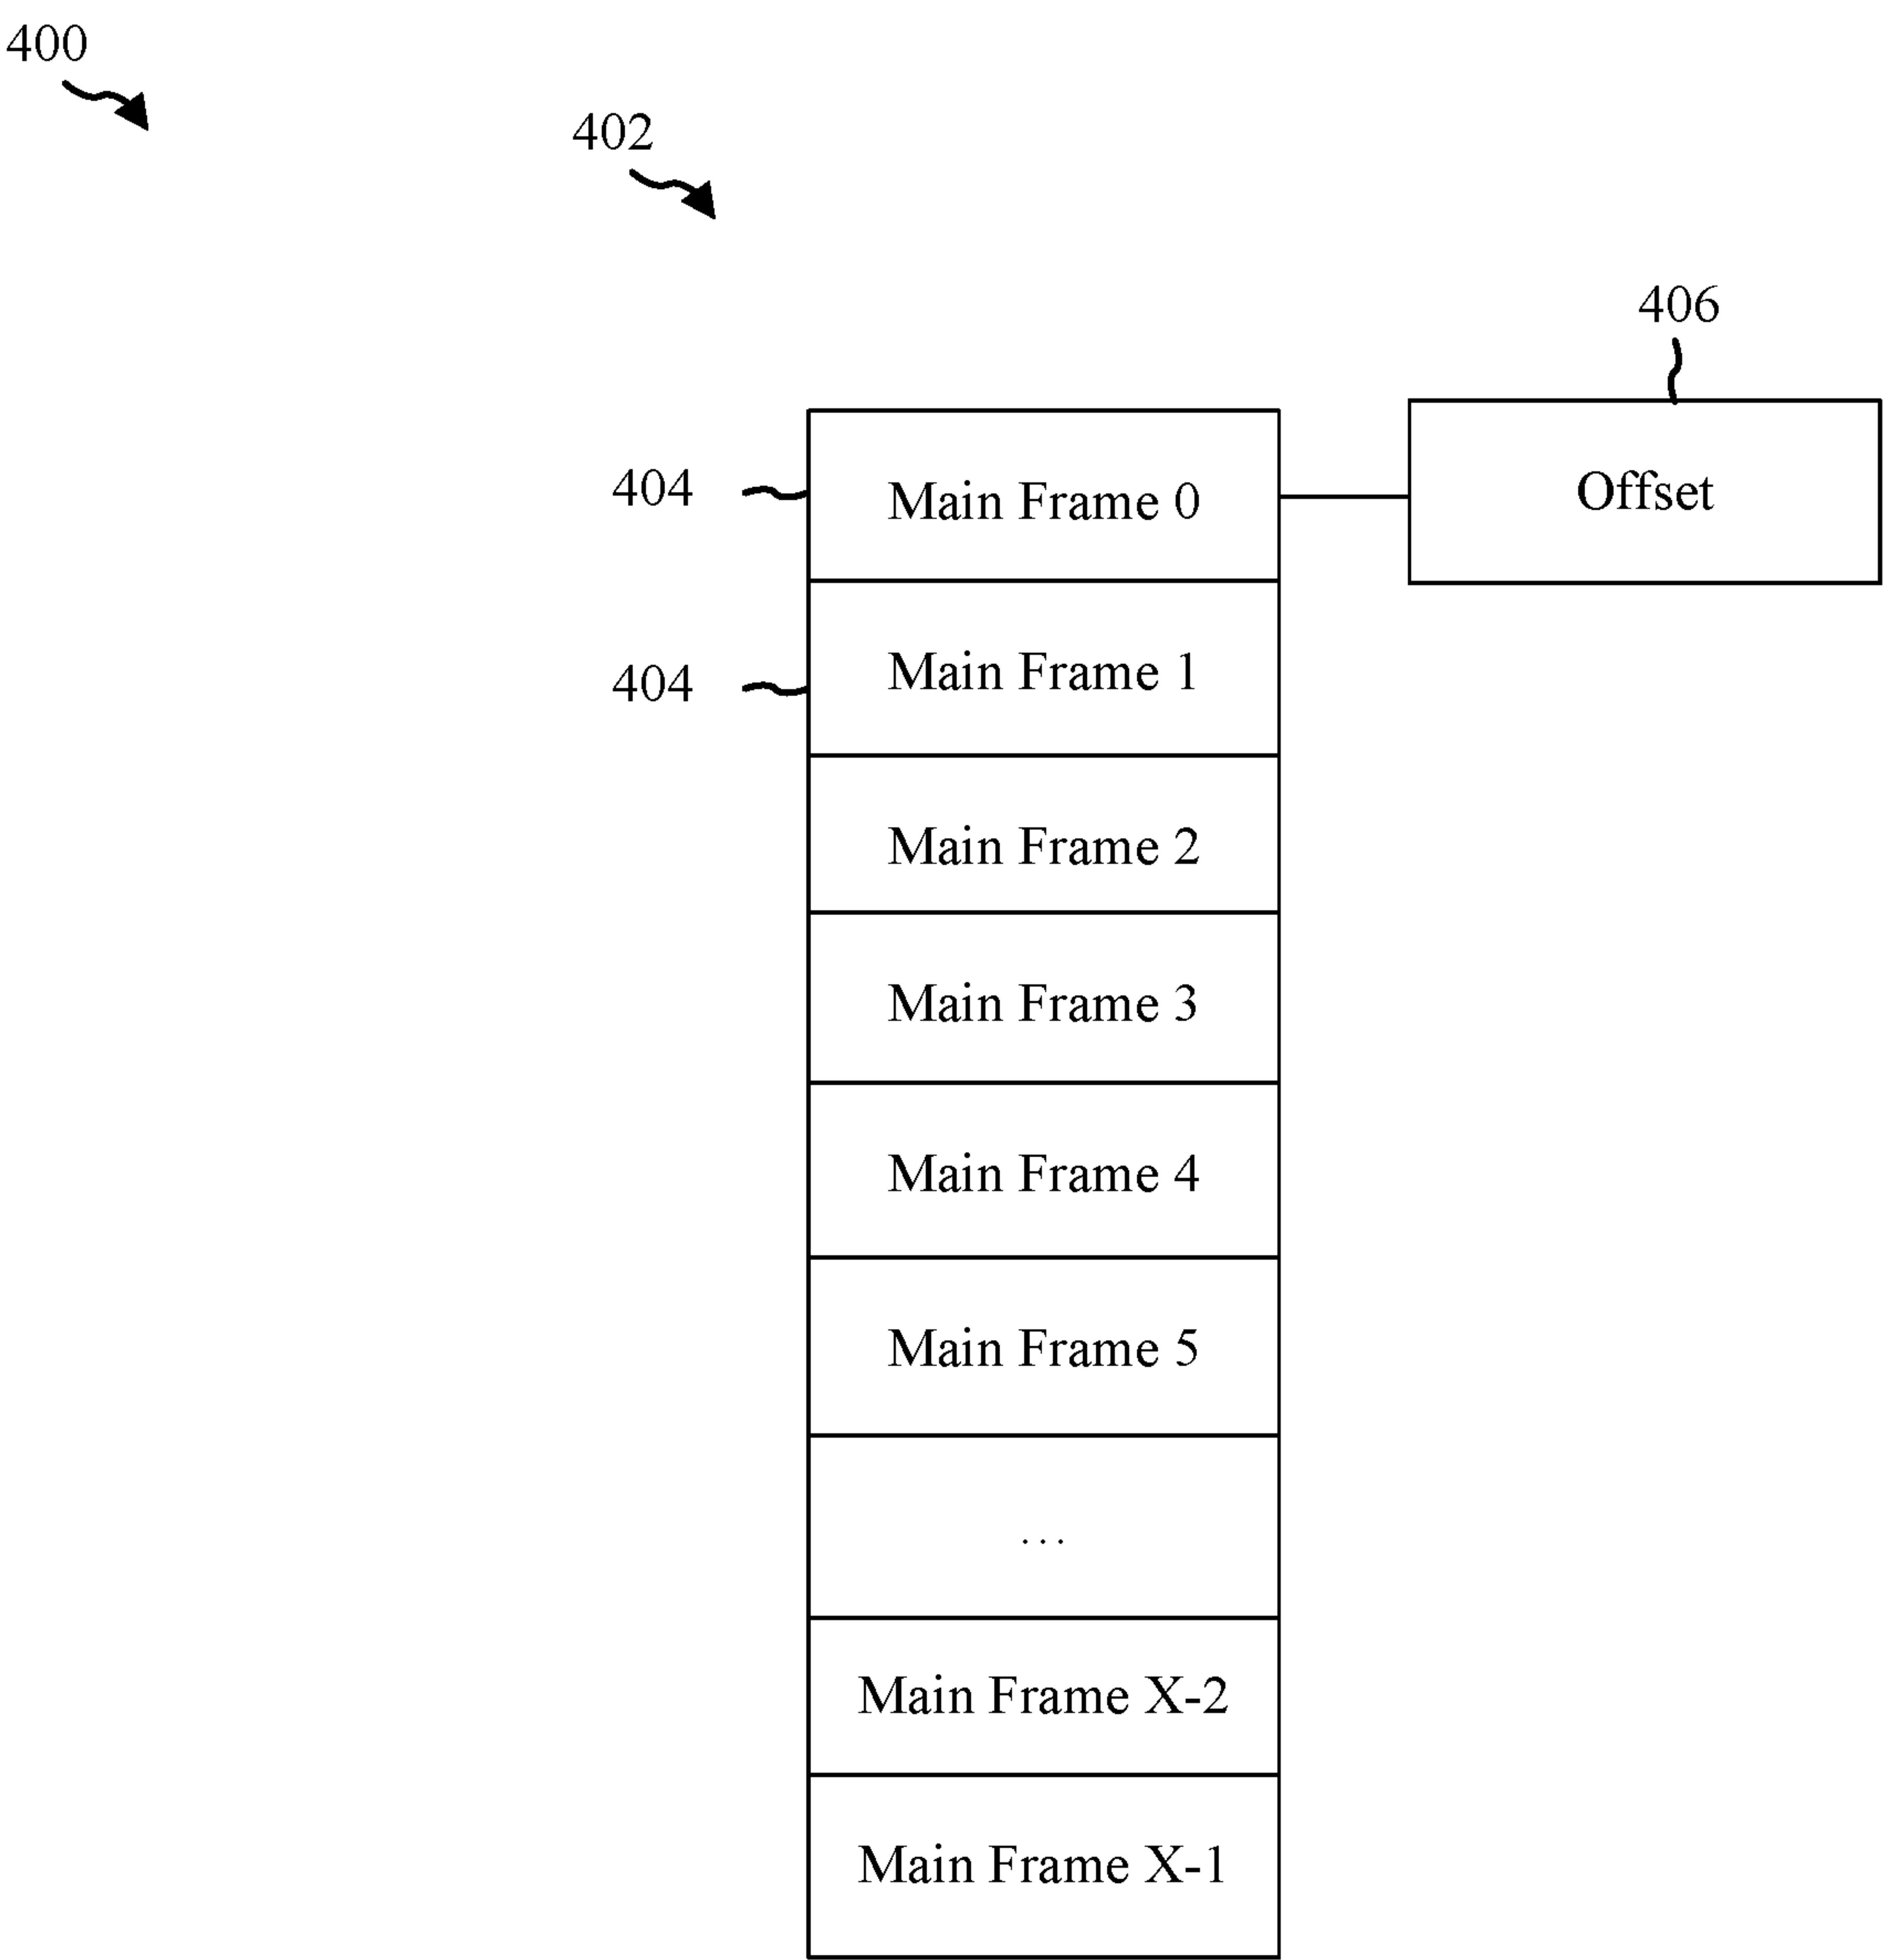 400
402
406
404
Main Frame 0
Offset
404
Main Frame 1
Main Frame 2
Main Frame 3
Main Frame 4
Main Frame 5
...
Main Frame X-2
Main Frame X-1